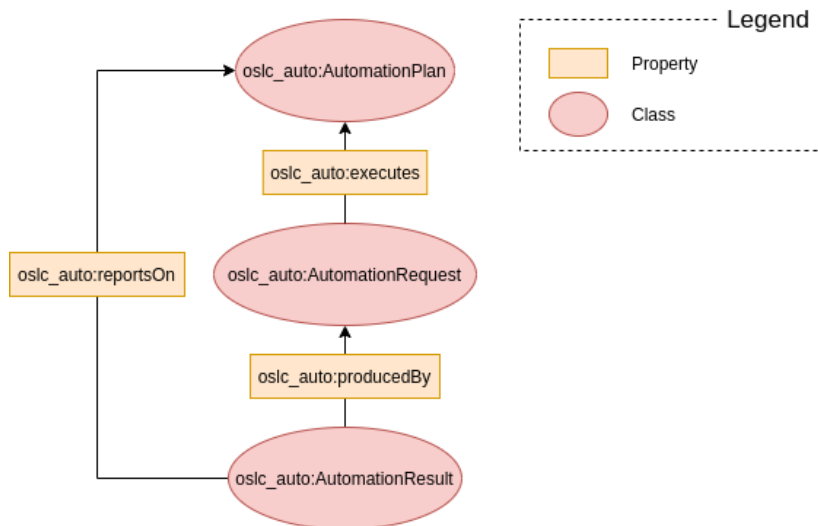 Legend
oslc_auto:AutomationPlan
Property
Class
oslc_auto:executes
oslc_auto:reportsOn
oslc_auto:AutomationRequest
oslc_auto:producedBy
oslc_auto:AutomationResult